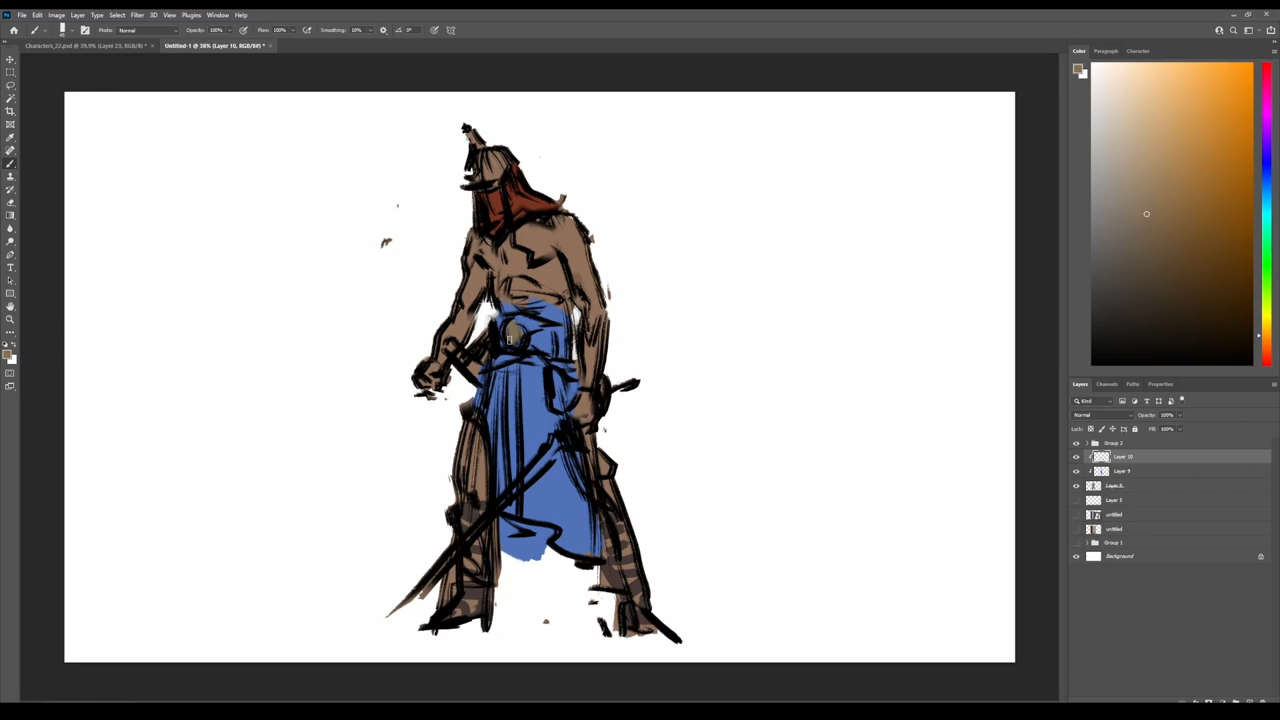 File Edit Image Layer Type Select Filter 3D View Plugins Window Help
Mode: Normal Opacity: 100% Flow: 100% Smoothing: 10% 0°
Characters_22.psd @ 39,9% (Layer 23, RGB/8) * × Untitled-1 @ 38% (Layer 10, RGB/8#) * ×
Color Paragraph Character
Layers Channels Paths Properties
Kind
Normal Opacity: 100%
Lock: Fill: 100%
Group 2
Layer 10
Layer 9
Layer 8
Layer 5
untitled
untitled
Group 1
Background